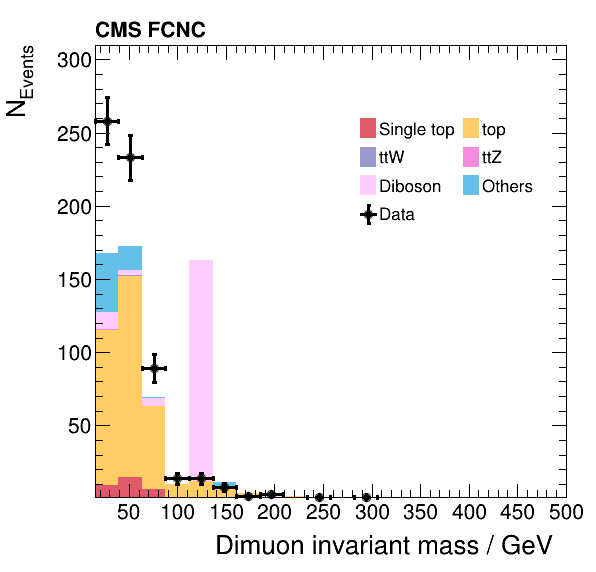 CMS FCNC
N_Events
300
250
200
150
100
50
Single top
top
ttW
ttZ
Diboson
Others
Data
50 100 150 200 250 300 350 400 450 500
Dimuon invariant mass / GeV